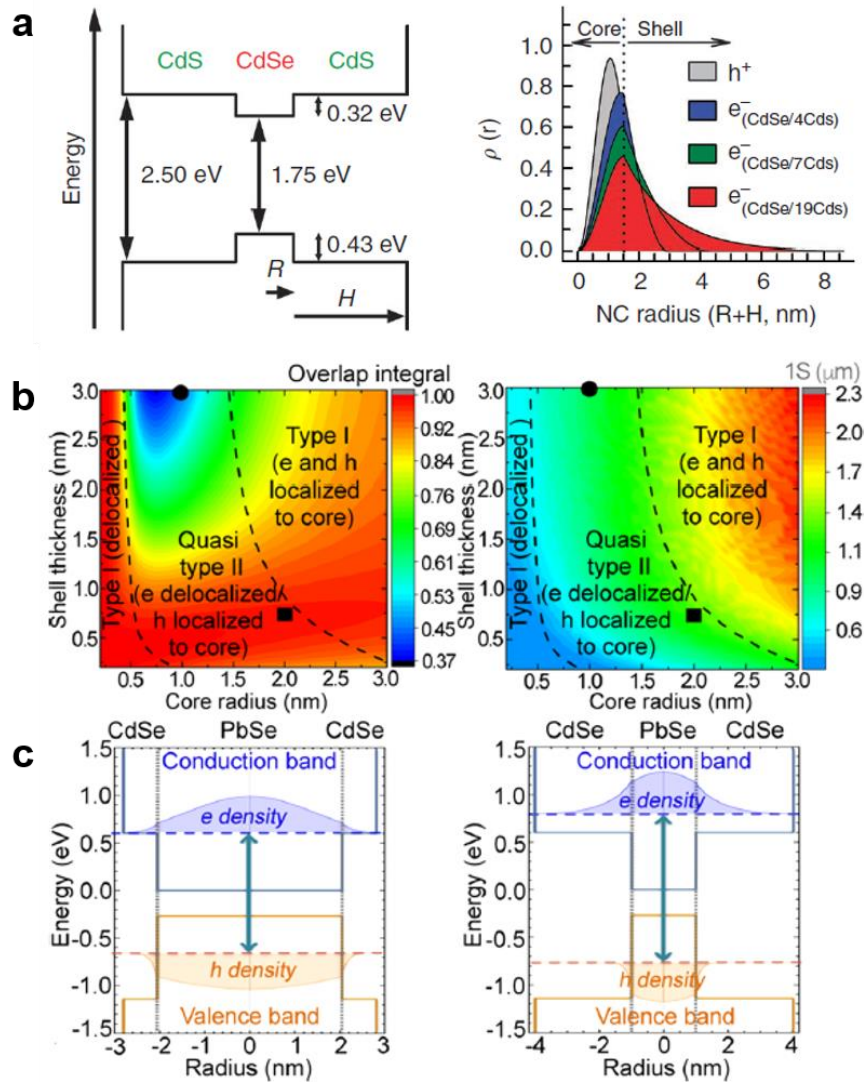 a
Energy
CdS
CdSe
CdS
0.32 eV
2.50 eV
1.75 eV
0.43 eV
R
H
Core
Shell
ρ (r)
1.0
0.8
0.6
0.4
0.2
0.0
h+
e−(CdSe/4Cds)
e−(CdSe/7Cds)
e−(CdSe/19Cds)
0
2
4
6
8
NC radius (R+H, nm)
b
Overlap integral
Shell thickness (nm)
3.0
2.5
2.0
1.5
1.0
0.5
Type I (delocalized )
Type I
(e and h
localized
to core)
Quasi
type II
(e delocalized/
h localized
to core)
0.5
1.0
1.5
2.0
2.5
3.0
Core radius (nm)
1.00
0.92
0.84
0.76
0.69
0.61
0.53
0.45
0.37
1S (μm)
Shell thickness (nm)
3.0
2.5
2.0
1.5
1.0
0.5
Type I (delocalized )
Type I
(e and h
localized
to core)
Quasi
type II
(e delocalized/
h localized
to core)
0.5
1.0
1.5
2.0
2.5
3.0
Core radius (nm)
2.3
2.0
1.8
1.6
1.3
1.1
0.9
0.6
c
CdSe
PbSe
CdSe
Energy (eV)
1.5
1.0
0.5
0.0
-0.5
-1.0
-1.5
Conduction band
e density
h density
Valence band
-3
-2
-1
0
1
2
3
Radius (nm)
CdSe
PbSe
CdSe
Energy (eV)
1.5
1.0
0.5
0.0
-0.5
-1.0
-1.5
Conduction band
e density
h density
Valence band
-4
-2
0
2
4
Radius (nm)